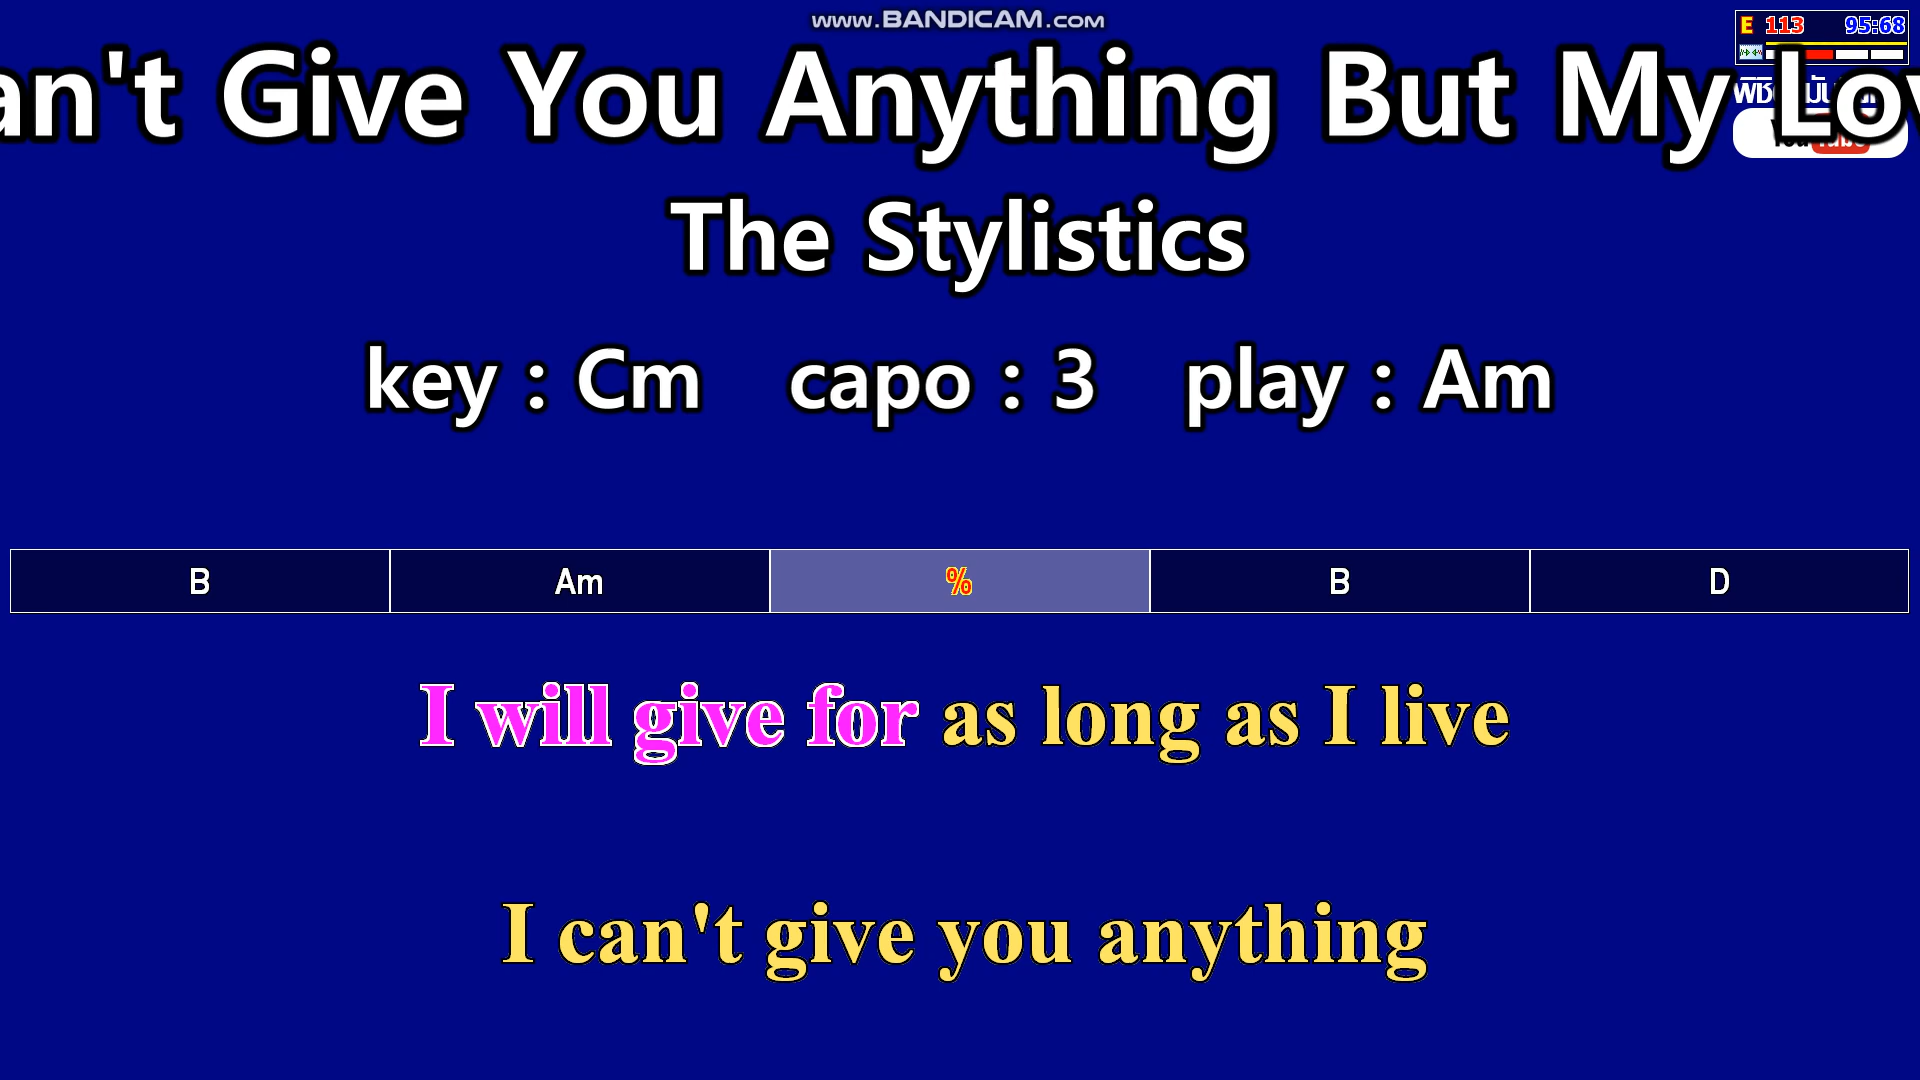 www.BANDICAM.com
E 113 95:68
an't Give You Anything But My Lov
YouTube
The Stylistics
key : Cm capo : 3 play : Am
B Am % B D
I will give for as long as I live
I can't give you anything